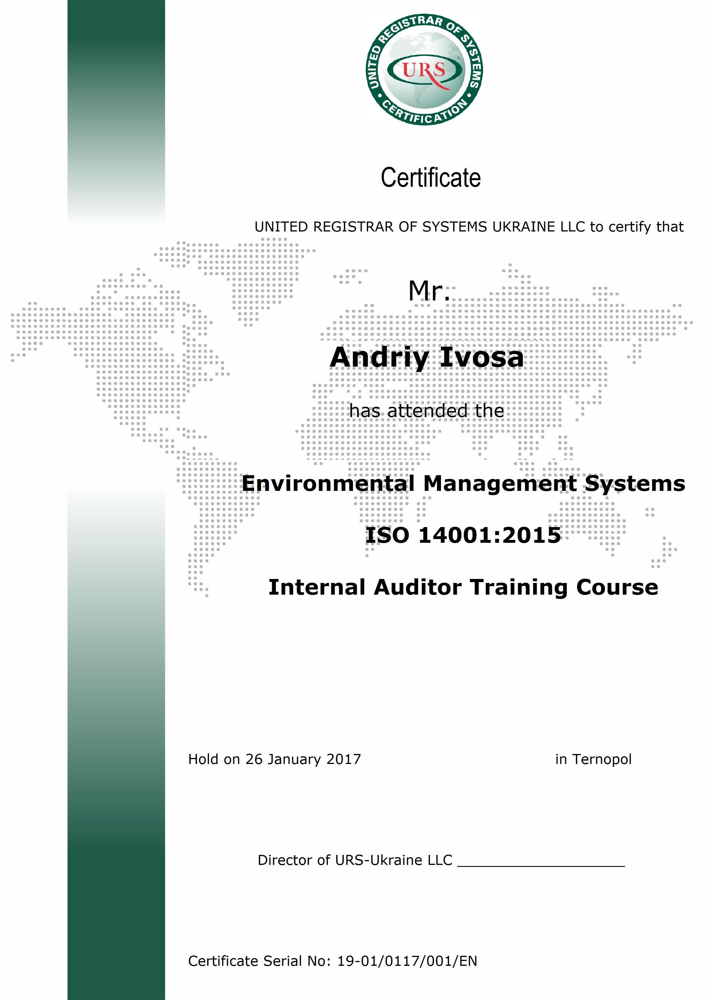 UNITED REGISTRAR OF SYSTEMS
• CERTIFICATION •
URS®
Certificate
UNITED REGISTRAR OF SYSTEMS UKRAINE LLC to certify that
Mr.
Andriy Ivosa
has attended the
Environmental Management Systems
ISO 14001:2015
Internal Auditor Training Course
Hold on 26 January 2017 in Ternopol
Director of URS-Ukraine LLC ______________________
Certificate Serial No: 19-01/0117/001/EN